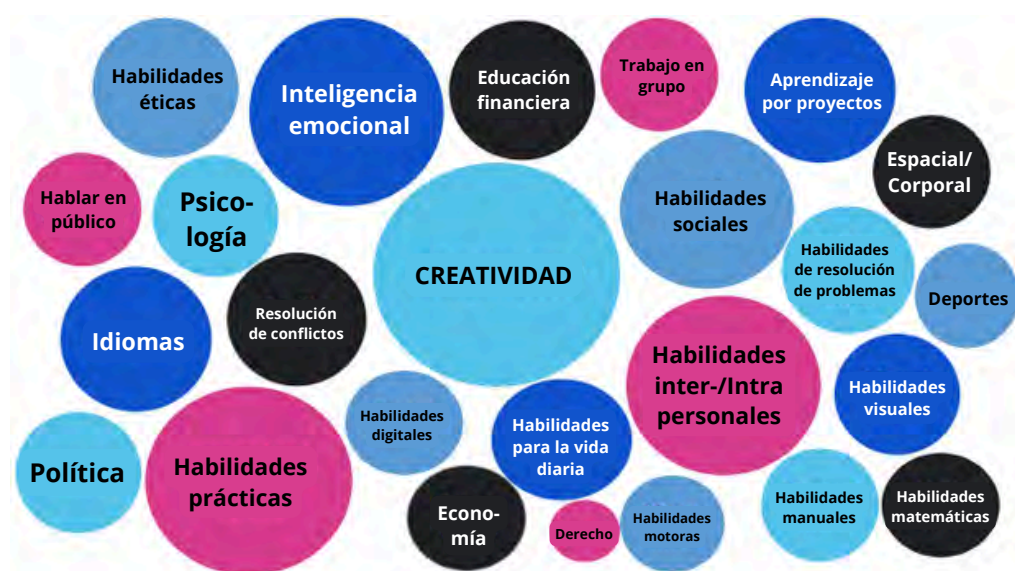 Habilidades
éticas
Inteligencia
emocional
Educación
financiera
Trabajo en
grupo
Aprendizaje
por proyectos
Espacial/
Corporal
Hablar en
público
Psico-
logía
CREATIVIDAD
Habilidades
sociales
Habilidades
de resolución
de problemas
Deportes
Idiomas
Resolución
de conflictos
Habilidades
inter-/Intra
personales
Habilidades
visuales
Política
Habilidades
prácticas
Habilidades
digitales
Habilidades
para la vida
diaria
Econo-
mía
Derecho
Habilidades
motoras
Habilidades
manuales
Habilidades
matemáticas